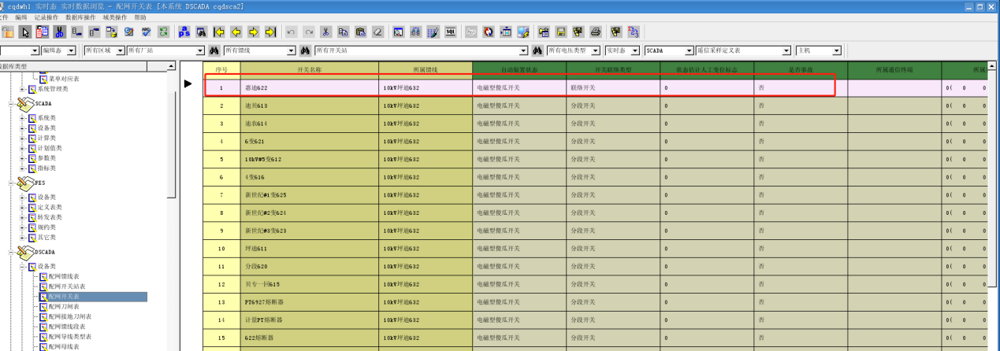 cqdwh1 实时态 实时数据浏览 - 配网开关表 [本系统 DSCADA cqdsca2]
文件 编辑 记录操作 数据库操作 域类操作 帮助
编辑态 所有区域 所有厂站 所有馈线 所有开关站 所有电压类型 实时态 SCADA 遥信采样定义表 主机
数据库类型
菜单对应表
系统管理类
SCADA
系统类
设备类
计算类
计划值类
参数类
指标类
FES
设备类
定义表类
转发表类
规约类
其它类
DSCADA
设备类
配网馈线表
配网开关站表
配网开关表
配网刀闸表
配网接地刀闸表
配网馈线段表
配网导线类型表
配网母线表
序号 开关名称 所属馈线 自动装置状态 开关联络类型 状态估计人工变位标志 是否事故 所属通信终端 所属
1 惠迪622 10kV坪迪632 电磁型傻瓜开关 联络开关 0 否 0( 0 0
2 迪贝613 10kV坪迪632 电磁型傻瓜开关 分段开关 0 否 0( 0 0
3 迪农614 10kV坪迪632 电磁型傻瓜开关 分段开关 0 否 0( 0 0
4 6变621 10kV坪迪632 电磁型傻瓜开关 分段开关 0 否 0( 0 0
5 10kV#5变612 10kV坪迪632 电磁型傻瓜开关 分段开关 0 否 0( 0 0
6 4变616 10kV坪迪632 电磁型傻瓜开关 分段开关 0 否 0( 0 0
7 新世纪#1变625 10kV坪迪632 电磁型傻瓜开关 分段开关 0 否 0( 0 0
8 新世纪#2变624 10kV坪迪632 电磁型傻瓜开关 分段开关 0 否 0( 0 0
9 新世纪#3变623 10kV坪迪632 电磁型傻瓜开关 分段开关 0 否 0( 0 0
10 坪迪611 10kV坪迪632 电磁型傻瓜开关 分段开关 0 否 0( 0 0
11 分段620 10kV坪迪632 电磁型傻瓜开关 分段开关 0 否 0( 0 0
12 贝专一回615 10kV坪迪632 电磁型傻瓜开关 分段开关 0 否 0( 0 0
13 PT6927熔断器 10kV坪迪632 电磁型傻瓜开关 分段开关 0 否 0( 0 0
14 计量PT熔断器 10kV坪迪632 电磁型傻瓜开关 分段开关 0 否 0( 0 0
15 622熔断器 10kV坪迪632 电磁型傻瓜开关 分段开关 0 否 0( 0 0